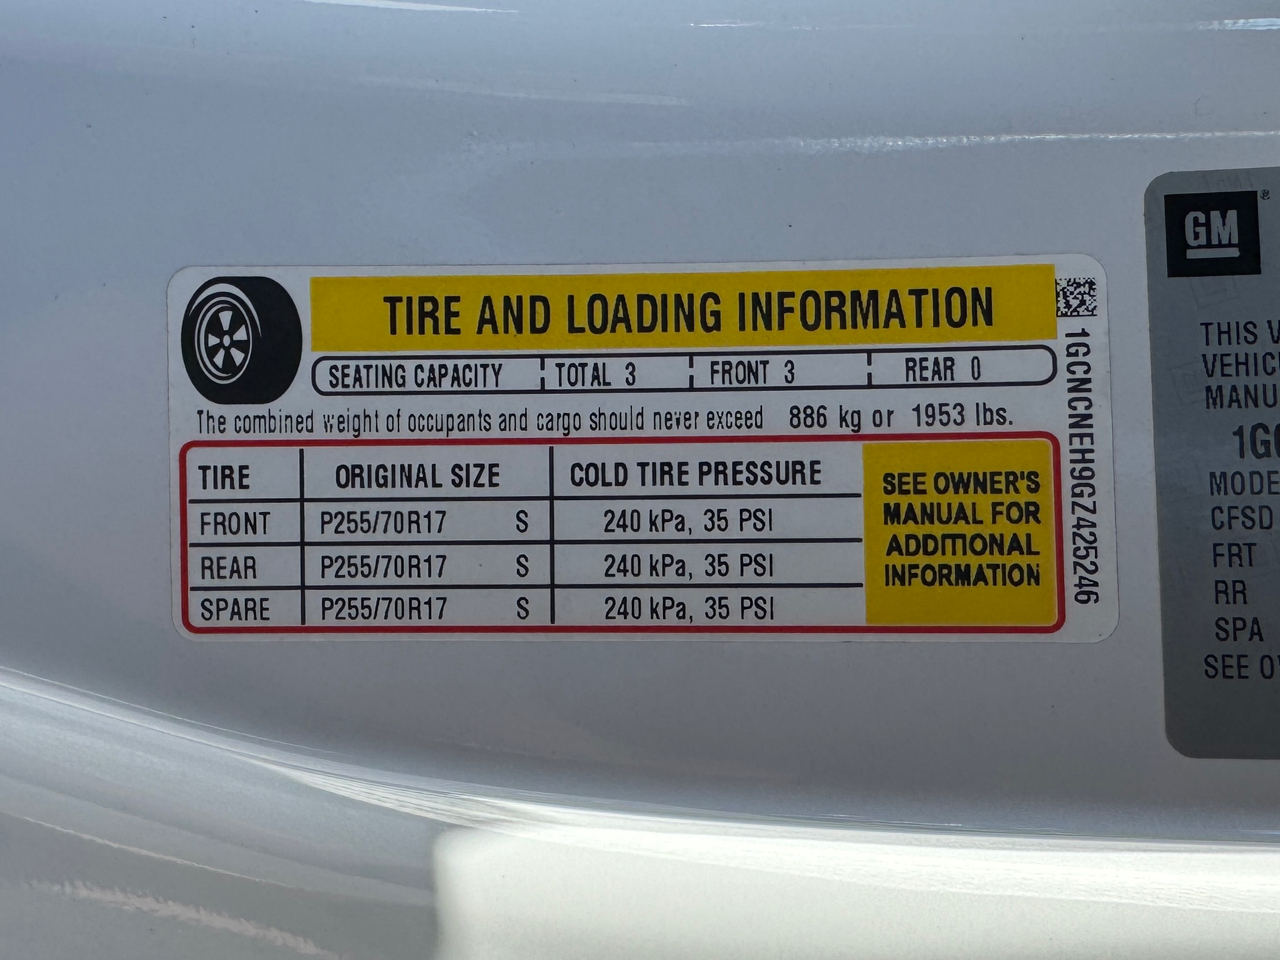 TIRE AND LOADING INFORMATION
SEATING CAPACITY TOTAL 3 FRONT 3 REAR 0
The combined weight of occupants and cargo should never exceed 886 kg or 1953 lbs.
TIRE ORIGINAL SIZE COLD TIRE PRESSURE
FRONT P255/70R17 S 240 kPa, 35 PSI
REAR P255/70R17 S 240 kPa, 35 PSI
SPARE P255/70R17 S 240 kPa, 35 PSI
SEE OWNER'S
MANUAL FOR
ADDITIONAL
INFORMATION
1GCNCNEH9GZ425246
GM
THIS V
VEHIC
MANU
1G
MODE
CFSD
FRT
RR
SPA
SEE O